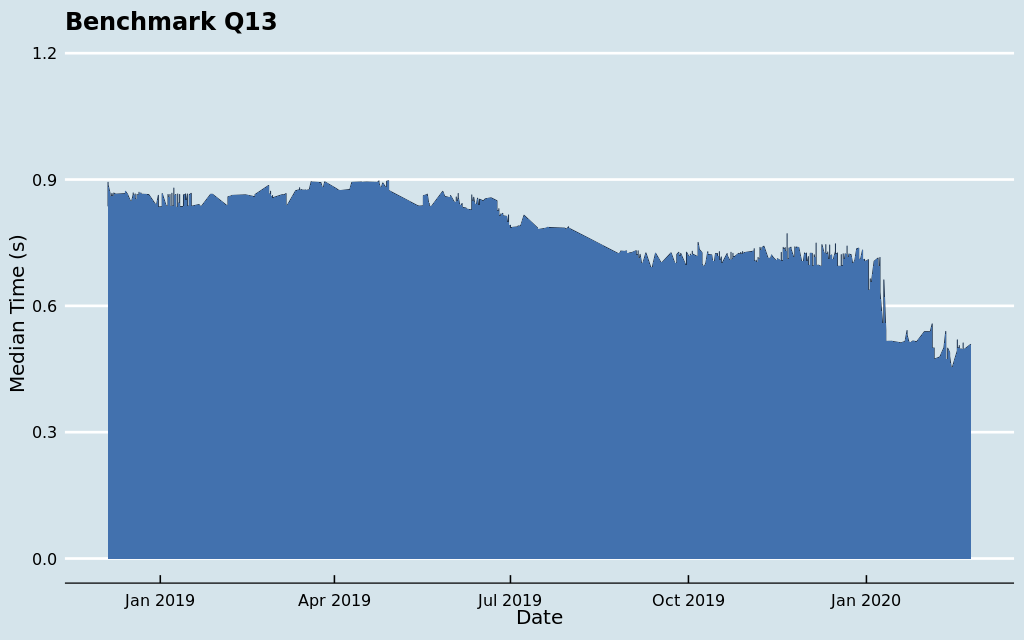 Benchmark Q13
1.2
0.9
0.6
0.3
0.0
Median Time (s)
Jan 2019
Apr 2019
Jul 2019
Oct 2019
Jan 2020
Date